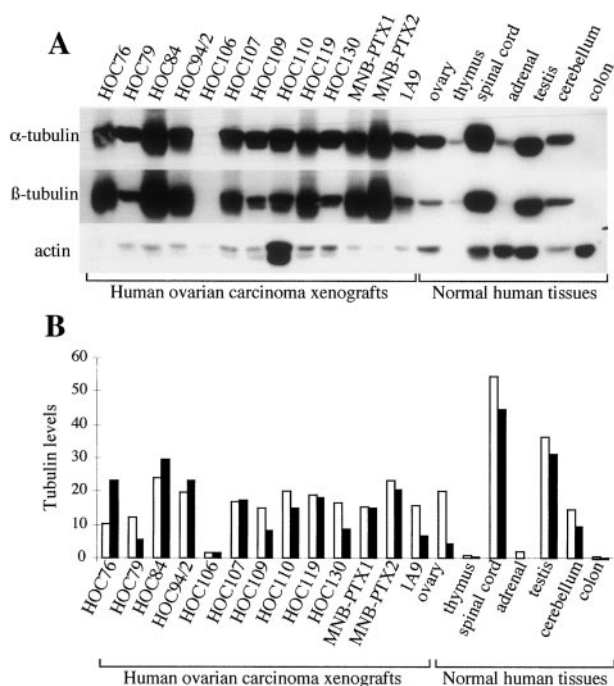 A
HOC76
HOC79
HOC84
HOC94/2
HOC106
HOC107
HOC109
HOC110
HOC119
HOC130
MNB-PTX1
MNB-PTX2
1A9
ovary
thymus
spinal cord
adrenal
testis
cerebellum
colon
α-tubulin
ß-tubulin
actin
Human ovarian carcinoma xenografts
Normal human tissues
B
Tubulin levels
60
50
40
30
20
10
0
HOC76
HOC79
HOC84
HOC94/2
HOC106
HOC107
HOC109
HOC110
HOC119
HOC130
MNB-PTX1
MNB-PTX2
1A9
ovary
thymus
spinal cord
adrenal
testis
cerebellum
colon
Human ovarian carcinoma xenografts
Normal human tissues